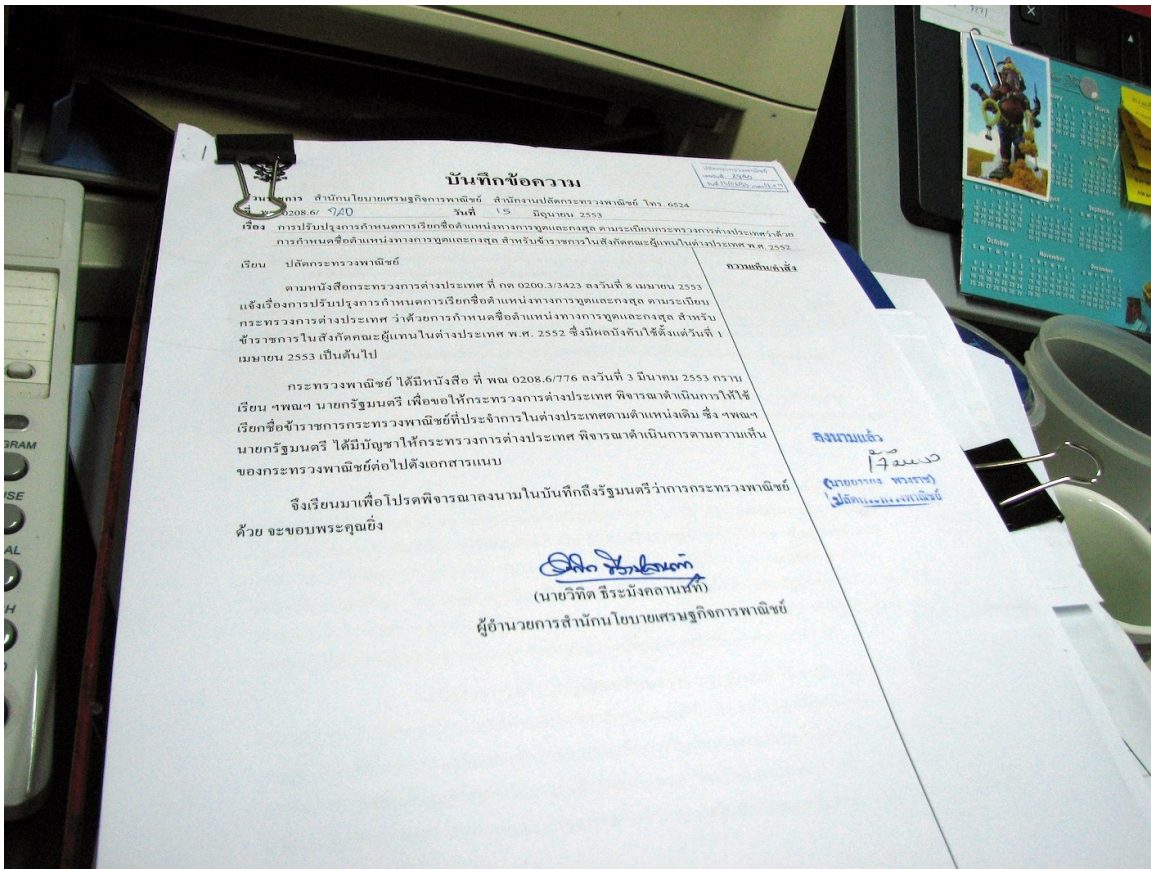 บันทึกข้อความ
ส่วนราชการ สำนักนโยบายเศรษฐกิจการพาณิชย์ สำนักงานปลัดกระทรวงพาณิชย์ โทร. 6524
ที่ พณ 0208.6/ วันที่ 15 มิถุนายน 2553
เรื่อง การปรับปรุงการกำหนดการเรียกชื่อตำแหน่งทางการทูตและกงสุล ตามระเบียบกระทรวงการต่างประเทศว่าด้วย
การกำหนดชื่อตำแหน่งทางการทูตและกงสุล สำหรับข้าราชการในสังกัดคณะผู้แทนในต่างประเทศ พ.ศ. 2552
เรียน ปลัดกระทรวงพาณิชย์
ความเห็น/คำสั่ง
ตามหนังสือกระทรวงการต่างประเทศ ที่ กต 0200.3/3423 ลงวันที่ 8 เมษายน 2553
แจ้งเรื่องการปรับปรุงการกำหนดการเรียกชื่อตำแหน่งทางการทูตและกงสุล ตามระเบียบ
กระทรวงการต่างประเทศ ว่าด้วยการกำหนดชื่อตำแหน่งทางการทูตและกงสุล สำหรับ
ข้าราชการในสังกัดคณะผู้แทนในต่างประเทศ พ.ศ. 2552 ซึ่งมีผลบังคับใช้ตั้งแต่วันที่ 1
เมษายน 2553 เป็นต้นไป
กระทรวงพาณิชย์ ได้มีหนังสือ ที่ พณ 0208.6/776 ลงวันที่ 3 มีนาคม 2553 กราบ
เรียน ฯพณฯ นายกรัฐมนตรี เพื่อขอให้กระทรวงการต่างประเทศ พิจารณาดำเนินการให้ใช้
เรียกชื่อข้าราชการกระทรวงพาณิชย์ที่ประจำการในต่างประเทศตามตำแหน่งเดิม ซึ่ง ฯพณฯ
นายกรัฐมนตรี ได้มีบัญชาให้กระทรวงการต่างประเทศ พิจารณาดำเนินการตามความเห็น
ของกระทรวงพาณิชย์ต่อไปดังเอกสารแนบ
จึงเรียนมาเพื่อโปรดพิจารณาลงนามในบันทึกถึงรัฐมนตรีว่าการกระทรวงพาณิชย์
ด้วย จะขอบพระคุณยิ่ง
(นายวิทิต ธีระมังคลานนท์)
ผู้อำนวยการสำนักนโยบายเศรษฐกิจการพาณิชย์
ลงนามแล้ว
ปลัดกระทรวงพาณิชย์